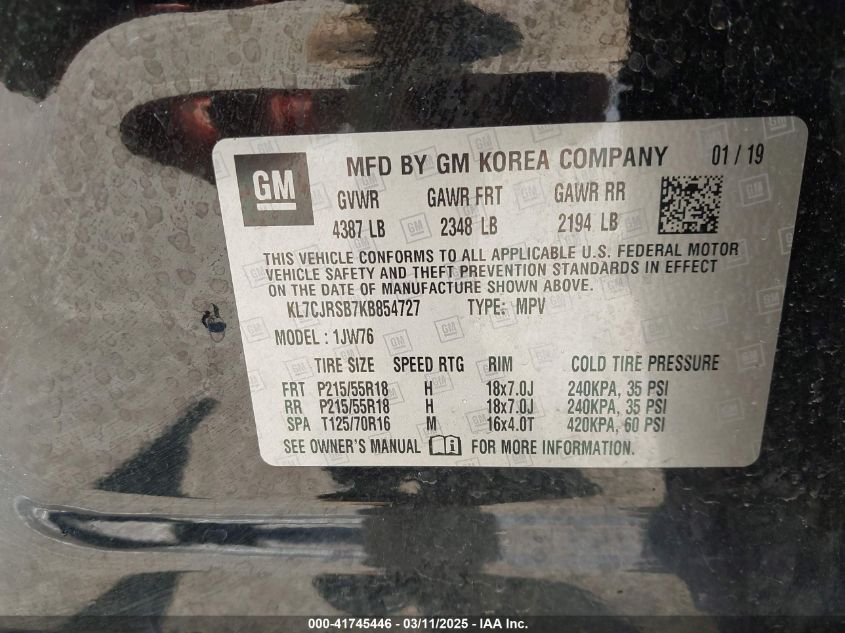 GM
MFD BY GM KOREA COMPANY 01 / 19
GVWR GAWR FRT GAWR RR
4387 LB 2348 LB 2194 LB
THIS VEHICLE CONFORMS TO ALL APPLICABLE U.S. FEDERAL MOTOR
VEHICLE SAFETY AND THEFT PREVENTION STANDARDS IN EFFECT
ON THE DATE OF MANUFACTURE SHOWN ABOVE.
KL7CJRSB7KB854727 TYPE: MPV
MODEL : 1JW76
TIRE SIZE SPEED RTG RIM COLD TIRE PRESSURE
FRT P215/55R18 H 18x7.0J 240KPA, 35 PSI
RR P215/55R18 H 18x7.0J 240KPA, 35 PSI
SPA T125/70R16 M 16x4.0T 420KPA, 60 PSI
SEE OWNER'S MANUAL FOR MORE INFORMATION.
000-41745446 - 03/11/2025 - IAA Inc.